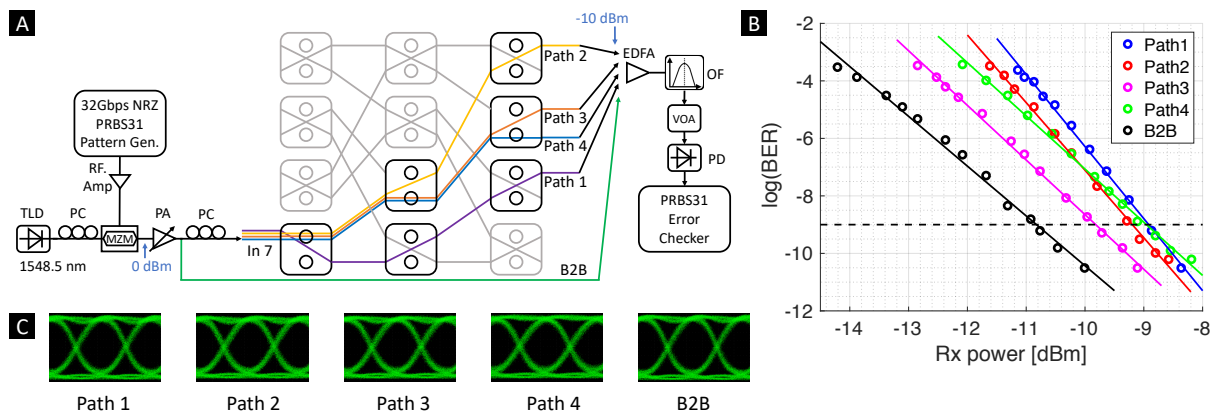 A
-10 dBm
EDFA
OF
VOA
PD
PRBS31
Error
Checker
Path 2
Path 3
Path 4
Path 1
32Gbps NRZ
PRBS31
Pattern Gen.
RF.
Amp
TLD
PC
MZM
PA
PC
1548.5 nm
0 dBm
In 7
B2B
B
log(BER)
-2
-4
-6
-8
-10
-12
-14
-13
-12
-11
-10
-9
-8
Rx power [dBm]
Path1
Path2
Path3
Path4
B2B
C
Path 1
Path 2
Path 3
Path 4
B2B